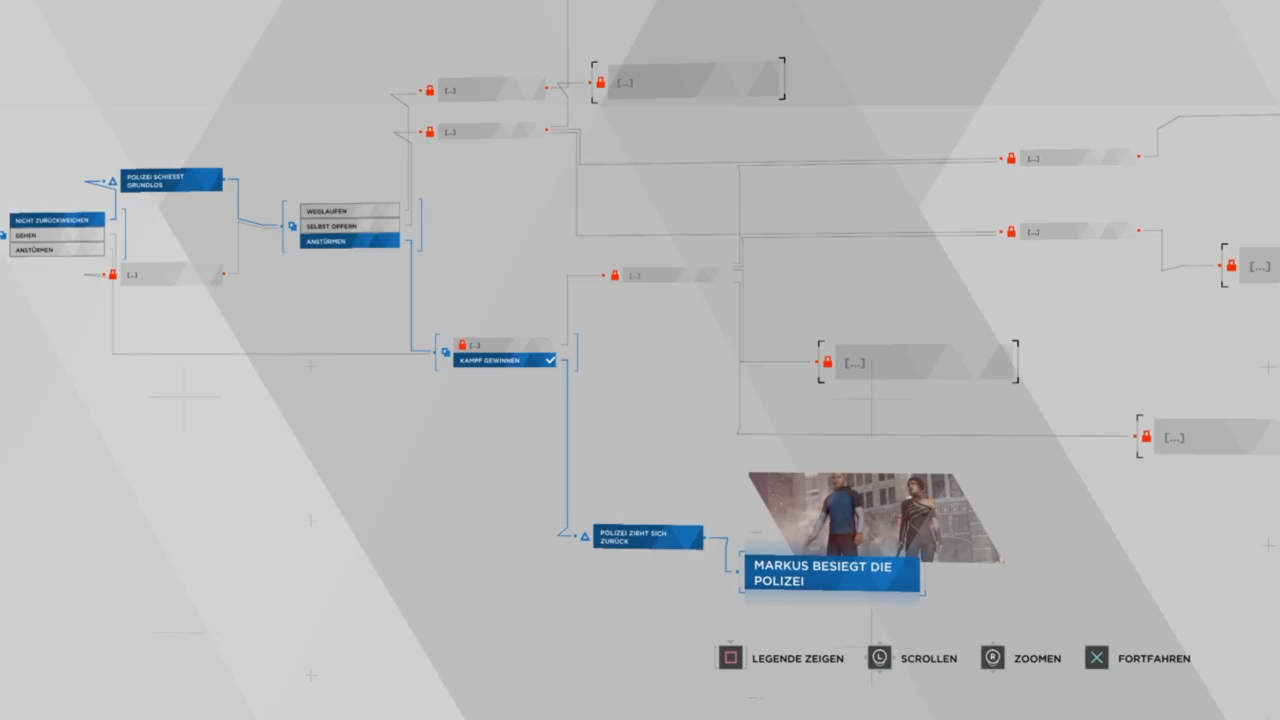 [...]
[...]
[...]
[...]
POLIZEI SCHIESST
GRUNDLOS
NICHT ZURÜCKWEICHEN
GEHEN
ANSTÜRMEN
WEGLAUFEN
SELBST OPFERN
ANSTÜRMEN
[...]
[...]
[...]
[...]
[...]
KAMPF GEWINNEN
[...]
[...]
POLIZEI ZIEHT SICH
ZURÜCK
MARKUS BESIEGT DIE
POLIZEI
LEGENDE ZEIGEN
L SCROLLEN
R ZOOMEN
FORTFAHREN